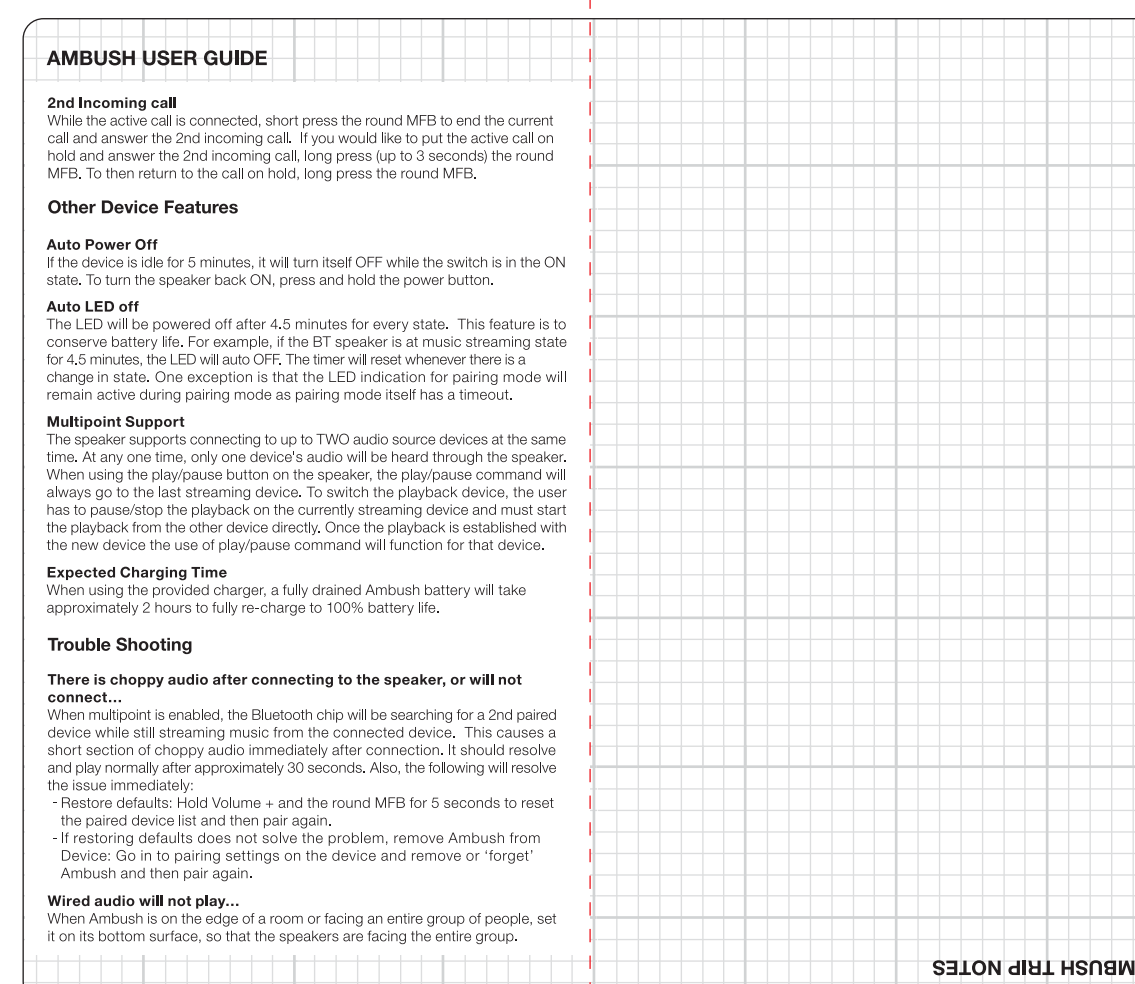 AMBUSH USER GUIDE
2nd Incoming call
While the active call is connected, short press the round MFB to end the current
call and answer the 2nd incoming call.  If you would like to put the active call on
hold and answer the 2nd incoming call, long press (up to 3 seconds) the round
MFB. To then return to the call on hold, long press the round MFB.
Other Device Features
Auto Power Off
If the device is idle for 5 minutes, it will turn itself OFF while the switch is in the ON
state. To turn the speaker back ON, press and hold the power button.
Auto LED off
The LED will be powered off after 4.5 minutes for every state.  This feature is to
conserve battery life. For example, if the BT speaker is at music streaming state
for 4.5 minutes, the LED will auto OFF. The timer will reset whenever there is a
change in state. One exception is that the LED indication for pairing mode will
remain active during pairing mode as pairing mode itself has a timeout.
Multipoint Support
The speaker supports connecting to up to TWO audio source devices at the same
time. At any one time, only one device's audio will be heard through the speaker.
When using the play/pause button on the speaker, the play/pause command will
always go to the last streaming device. To switch the playback device, the user
has to pause/stop the playback on the currently streaming device and must start
the playback from the other device directly. Once the playback is established with
the new device the use of play/pause command will function for that device.
Expected Charging Time
When using the provided charger, a fully drained Ambush battery will take
approximately 2 hours to fully re-charge to 100% battery life.
Trouble Shooting
There is choppy audio after connecting to the speaker, or will not
connect...
When multipoint is enabled, the Bluetooth chip will be searching for a 2nd paired
device while still streaming music from the connected device.  This causes a
short section of choppy audio immediately after connection. It should resolve
and play normally after approximately 30 seconds. Also, the following will resolve
the issue immediately:
- Restore defaults: Hold Volume + and the round MFB for 5 seconds to reset
the paired device list and then pair again.
- If restoring defaults does not solve the problem, remove Ambush from
Device: Go in to pairing settings on the device and remove or ‘forget’
Ambush and then pair again.
Wired audio will not play...
When Ambush is on the edge of a room or facing an entire group of people, set
it on its bottom surface, so that the speakers are facing the entire group.
MBUSH TRIP NOTES